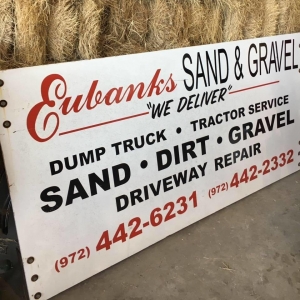 Eubanks SAND & GRAVEL
"WE DELIVER"
DUMP TRUCK • TRACTOR SERVICE
SAND • DIRT • GRAVEL
DRIVEWAY REPAIR
(972) 442-6231 (972) 442-2332